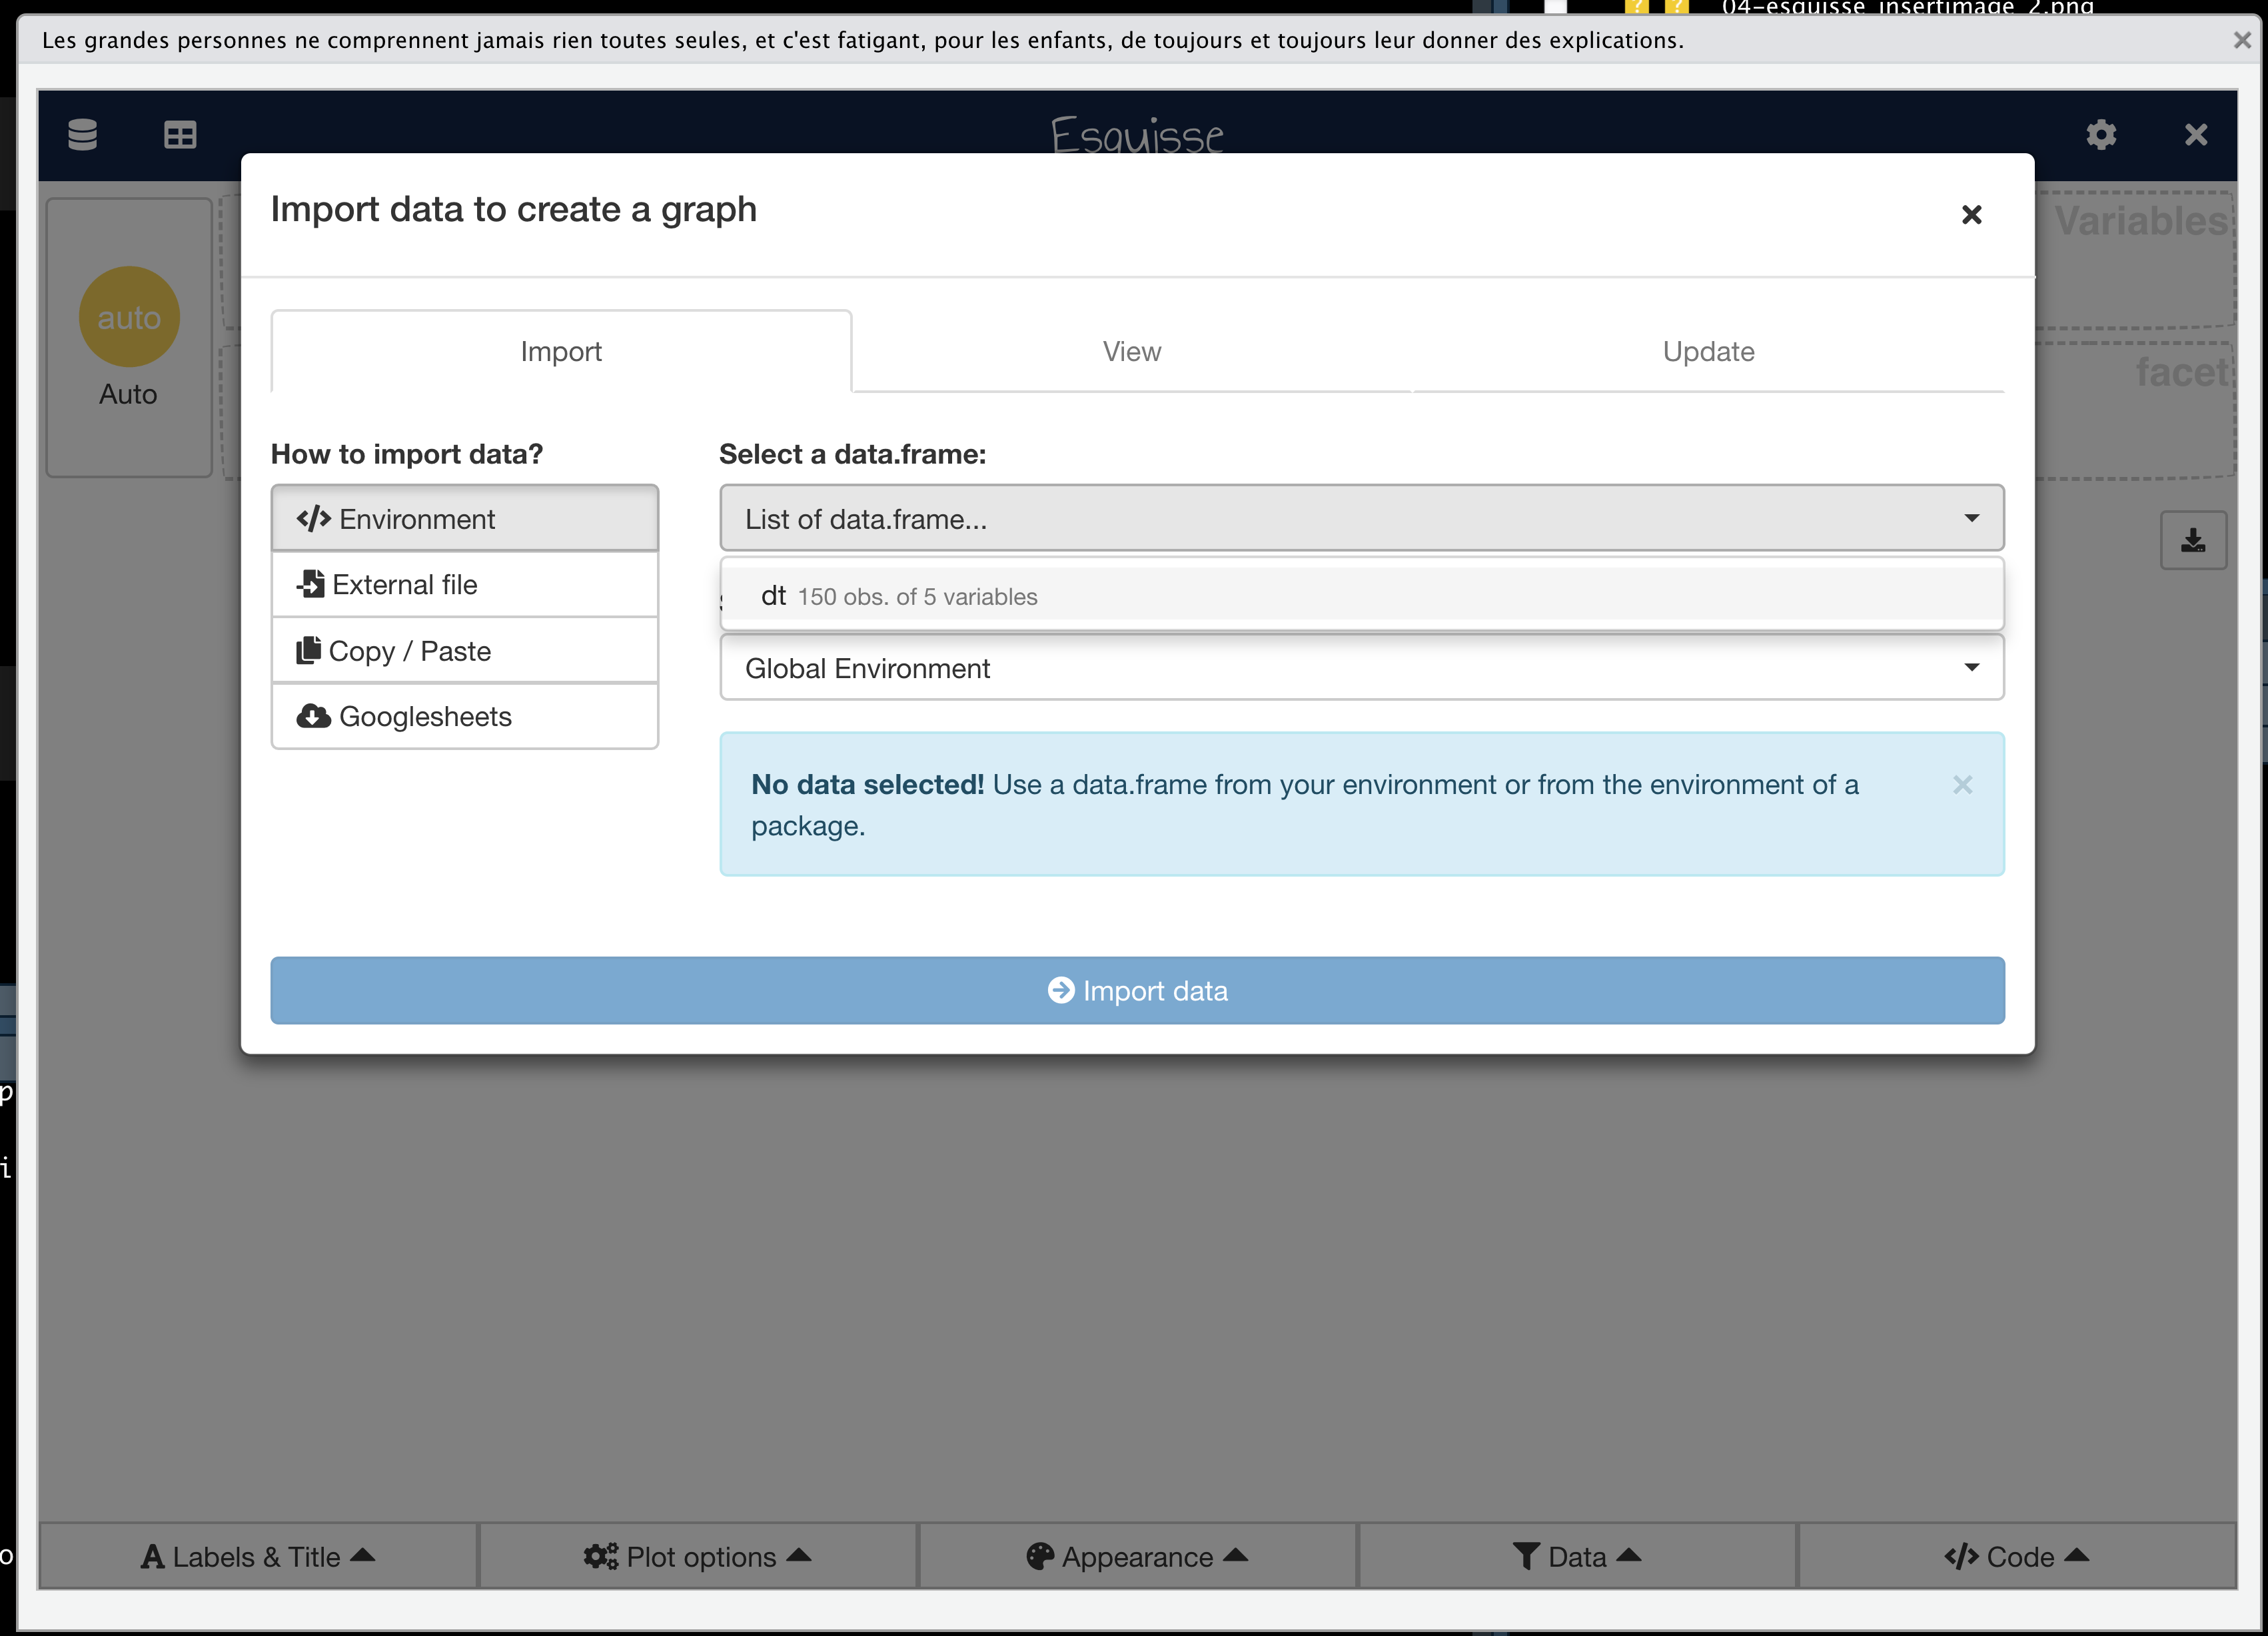 04-esquisse_insertimage_2.png
Les grandes personnes ne comprennent jamais rien toutes seules, et c'est fatigant, pour les enfants, de toujours et toujours leur donner des explications.
Esquisse
Import data to create a graph
Variables
auto
Auto
Import View Update
facet
How to import data?
Select a data.frame:
Environment
List of data.frame...
External file
dt 150 obs. of 5 variables
Copy / Paste
Global Environment
Googlesheets
No data selected! Use a data.frame from your environment or from the environment of a
package.
Import data
p
i
o
Labels & Title Plot options Appearance Data Code